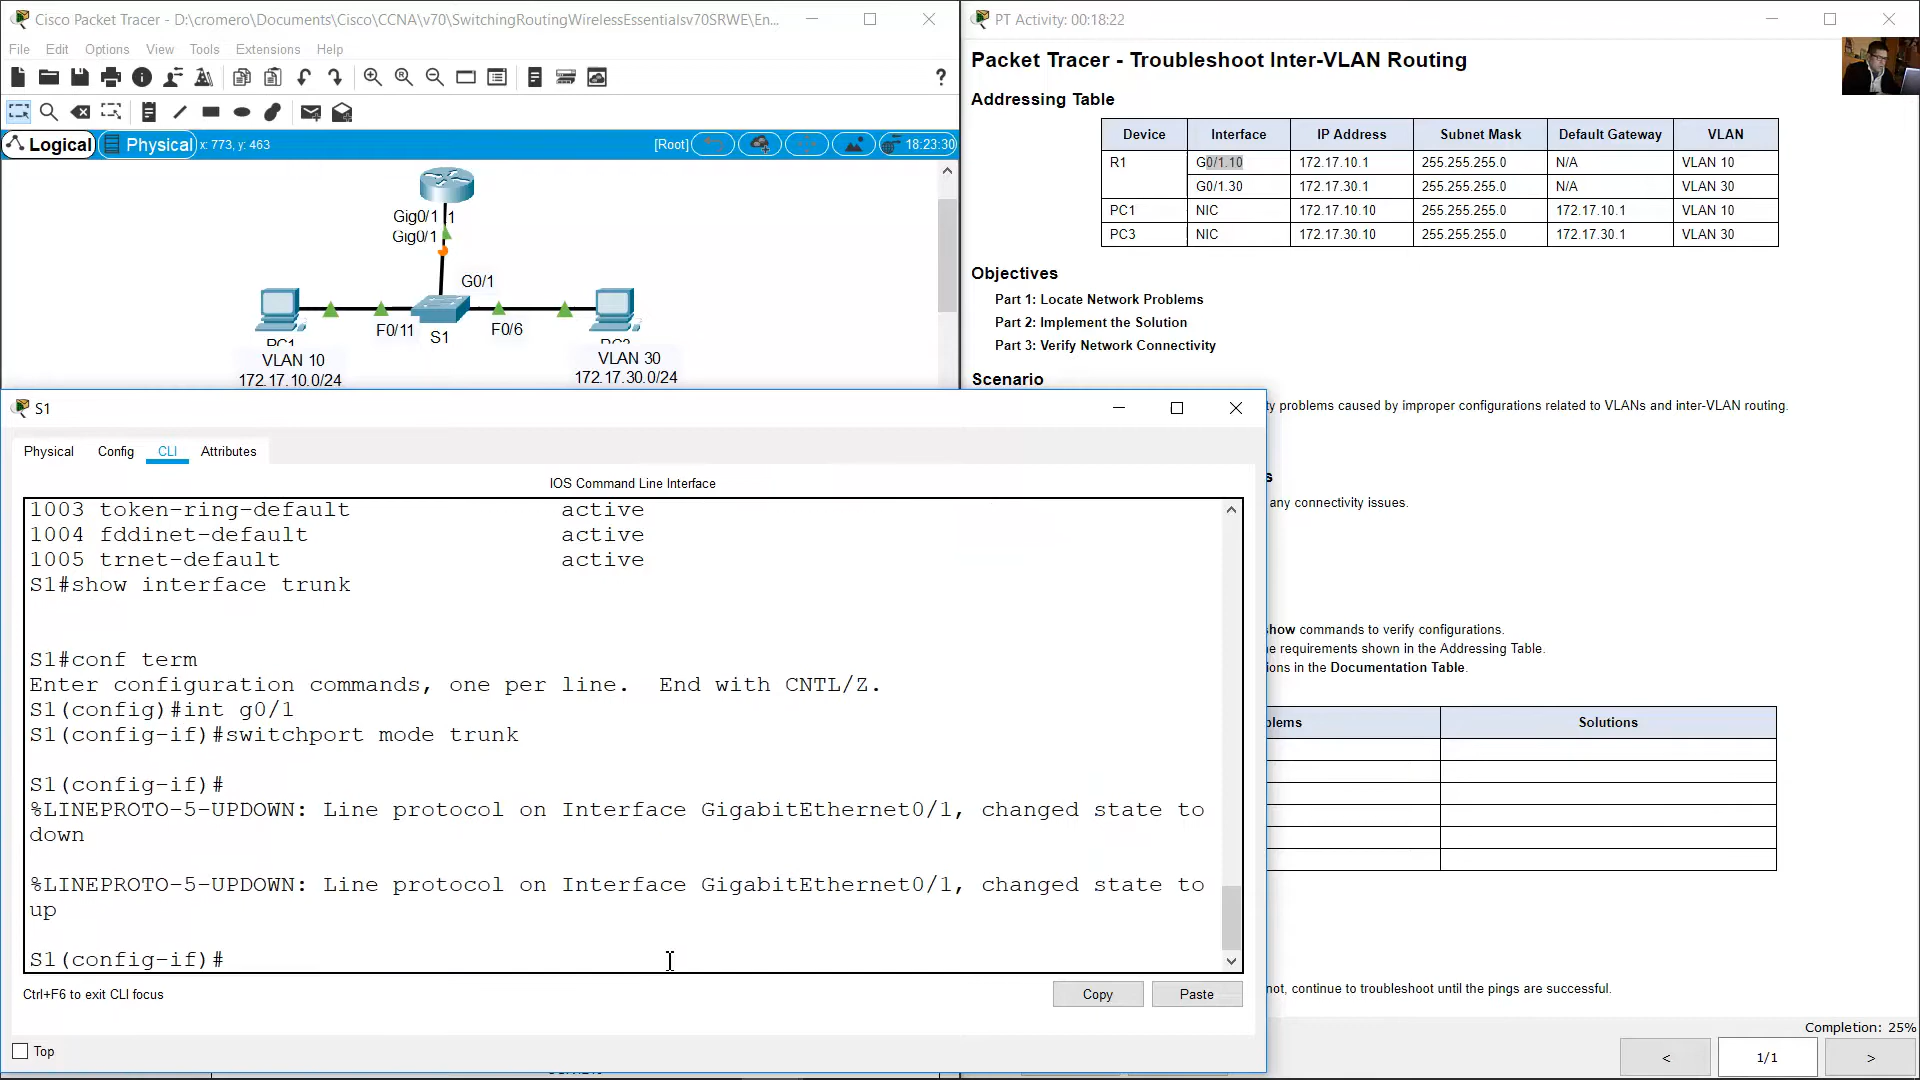 Cisco Packet Tracer - D:\cromero\Documents\Cisco\CCNA\v70\SwitchingRoutingWirelessEssentialsv70SRWE\En...
File Edit Options View Tools Extensions Help
Logical Physical x: 773, y: 463 [Root] 18:23:30
Gig0/1 1
Gig0/1
G0/1
F0/11 S1 F0/6
PC1
VLAN 10
172.17.10.0/24
VLAN 30
172.17.30.0/24
PT Activity: 00:18:22
Packet Tracer - Troubleshoot Inter-VLAN Routing
Addressing Table
Device Interface IP Address Subnet Mask Default Gateway VLAN
R1 G0/1.10 172.17.10.1 255.255.255.0 N/A VLAN 10
G0/1.30 172.17.30.1 255.255.255.0 N/A VLAN 30
PC1 NIC 172.17.10.10 255.255.255.0 172.17.10.1 VLAN 10
PC3 NIC 172.17.30.10 255.255.255.0 172.17.30.1 VLAN 30
Objectives
Part 1: Locate Network Problems
Part 2: Implement the Solution
Part 3: Verify Network Connectivity
Scenario
ty problems caused by improper configurations related to VLANs and inter-VLAN routing.
s
any connectivity issues.
show commands to verify configurations.
e requirements shown in the Addressing Table.
ions in the Documentation Table.
blems Solutions
not, continue to troubleshoot until the pings are successful.
Completion: 25%
< 1/1 >
S1
Physical Config CLI Attributes
IOS Command Line Interface
1003 token-ring-default active
1004 fddinet-default active
1005 trnet-default active
S1#show interface trunk
S1#conf term
Enter configuration commands, one per line. End with CNTL/Z.
S1(config)#int g0/1
S1(config-if)#switchport mode trunk
S1(config-if)#
%LINEPROTO-5-UPDOWN: Line protocol on Interface GigabitEthernet0/1, changed state to
down
%LINEPROTO-5-UPDOWN: Line protocol on Interface GigabitEthernet0/1, changed state to
up
S1(config-if)#
Ctrl+F6 to exit CLI focus
Copy Paste
Top